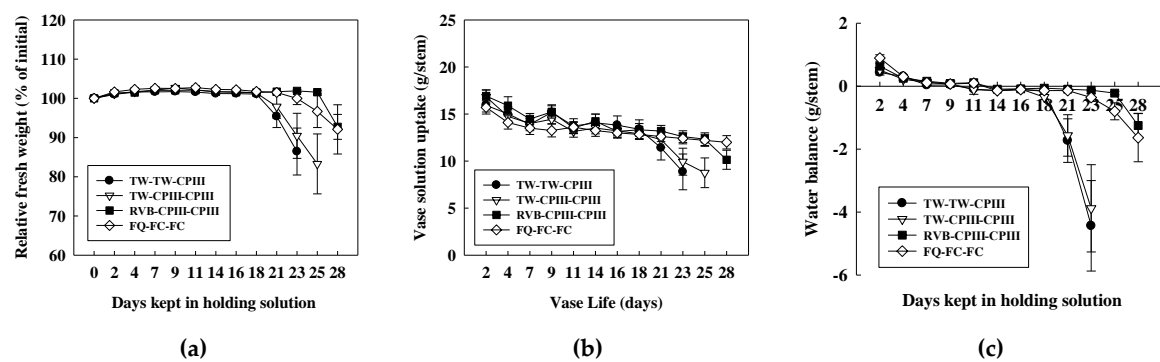 Relative fresh weight (% of initial)
120
110
100
90
80
70
60
TW-TW-CPIII
TW-CPIII-CPIII
RVB-CPIII-CPIII
FQ-FC-FC
0 2 4 7 9 11 14 16 18 21 23 25 28
Days kept in holding solution
(a)
Vase solution uptake (g/stem)
25
20
15
10
5
0
TW-TW-CPIII
TW-CPIII-CPIII
RVB-CPIII-CPIII
FQ-FC-FC
2 4 7 9 11 14 16 18 21 23 25 28
Vase Life (days)
(b)
Water balance (g/stem)
2
0
-2
-4
-6
2 4 7 9 11 14 16 18 21 23 25 28
TW-TW-CPIII
TW-CPIII-CPIII
RVB-CPIII-CPIII
FQ-FC-FC
Days kept in holding solution
(c)